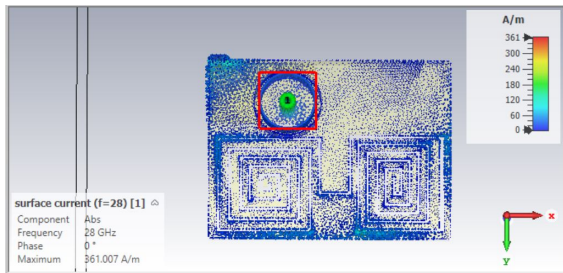 A/m
361
300
240
180
120
60
0
1
surface current (f=28) [1]
Component Abs
Frequency 28 GHz
Phase 0 °
Maximum 361.007 A/m
x
y